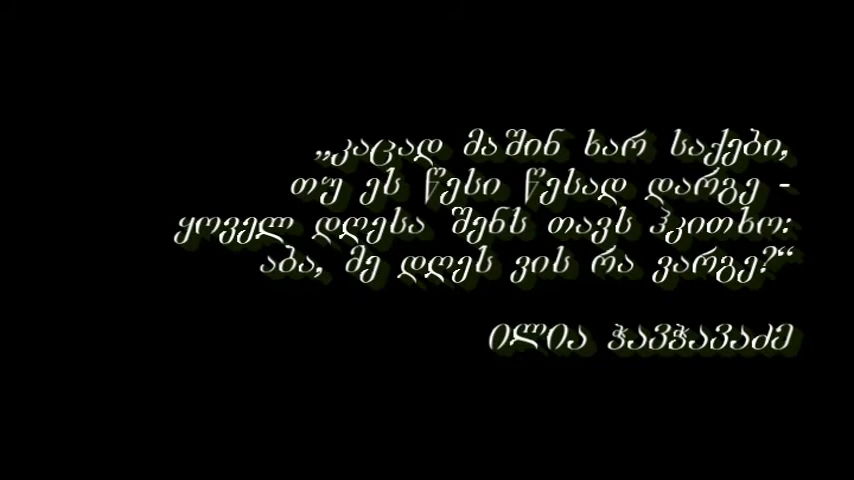 „კაცად მაშინ ხარ საქები,
თუ ეს წესი წესად დარგე -
ყოველ დღესა შენს თავს ჰკითხო:
აბა, მე დღეს ვის რა ვარგე?“
ილია ჭავჭავაძე